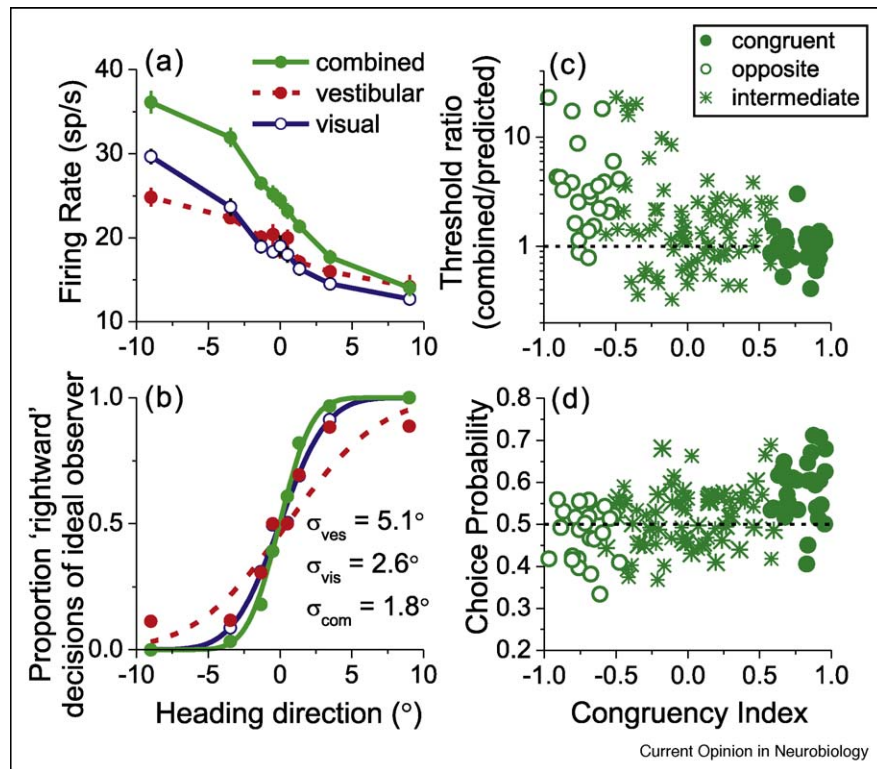 (a)
combined
vestibular
visual
Firing Rate (sp/s)
40
30
20
10
-10
-5
0
5
10
(b)
Proportion 'rightward'
decisions of ideal observer
1.0
0.5
0.0
σves = 5.1°
σvis = 2.6°
σcom = 1.8°
-10
-5
0
5
10
Heading direction (°)
(c)
congruent
opposite
intermediate
Threshold ratio
(combined/predicted)
10
1
-1.0
-0.5
0.0
0.5
1.0
(d)
Choice Probability
0.8
0.7
0.6
0.5
0.4
0.3
0.2
-1.0
-0.5
0.0
0.5
1.0
Congruency Index
Current Opinion in Neurobiology